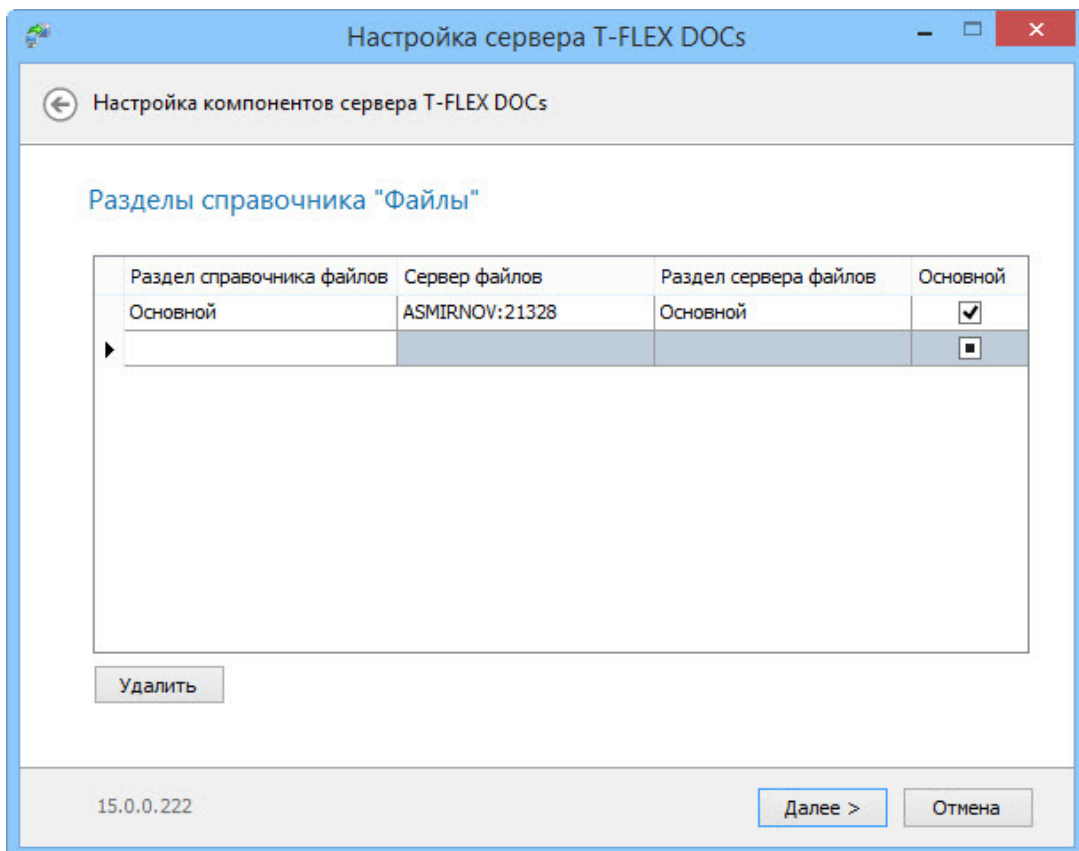 Настройка сервера T-FLEX DOCs
Настройка компонентов сервера T-FLEX DOCs
Разделы справочника "Файлы"
Раздел справочника файлов Сервер файлов Раздел сервера файлов Основной
Основной ASMIRNOV:21328 Основной
Удалить
15.0.0.222 Далее > Отмена